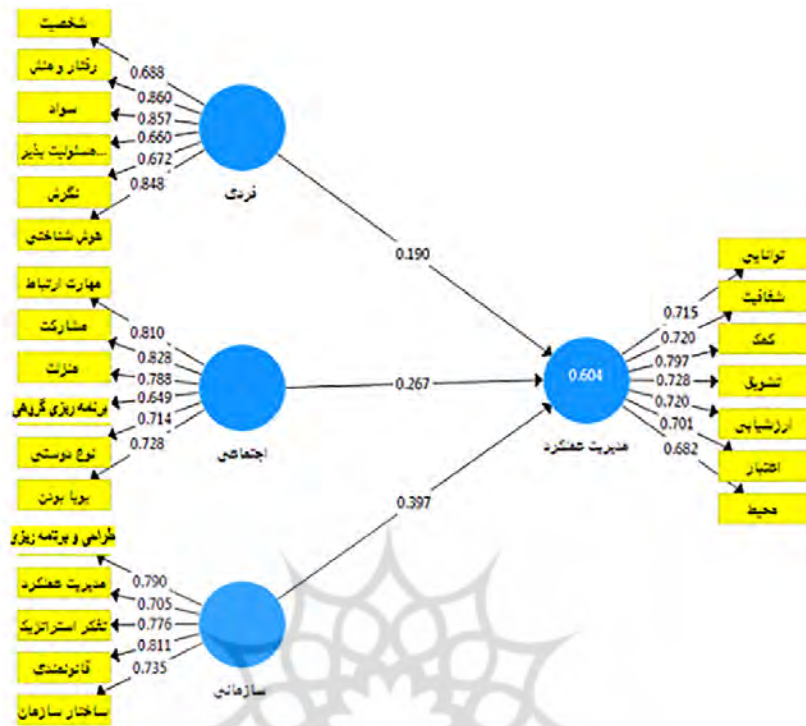 شخصیت
رفتار و منش
سواد
مسئولیت پذیر...
نگرش
هوش شناختی
0.688
0.860
0.857
0.660
0.672
0.848
فردی
0.190
مهارت ارتباط
مشارکت
منزلت
برنامه ریزی گروهی
نوع دوستی
پویا بودن
0.810
0.828
0.788
0.649
0.714
0.728
اجتماعی
0.267
طراحی و برنامه ریزی
مدیریت عملکرد
تفکر استراتژیک
قانونمندی
ساختار سازمان
0.790
0.705
0.776
0.811
0.735
سازمانی
0.397
0.604
مدیریت عملکرد
0.715
0.720
0.797
0.728
0.720
0.701
0.682
توانایی
شفافیت
کمک
تشویق
ارزشیابی
اعتبار
محیط